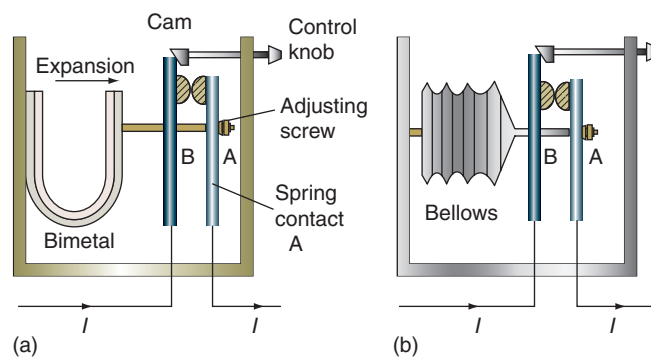 Cam
Control
knob
Expansion
Adjusting
screw
B
A
Spring
contact
A
Bimetal
I
I
(a)
B
A
Bellows
I
I
(b)